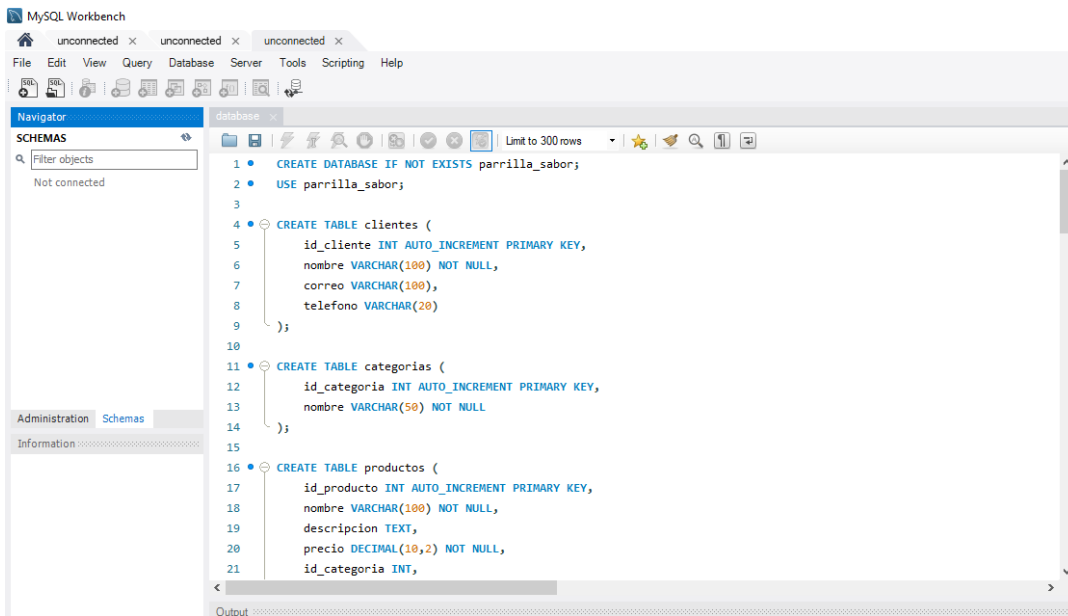 MySQL Workbench
unconnected × unconnected × unconnected ×
File Edit View Query Database Server Tools Scripting Help
Navigator
SCHEMAS
Filter objects
Not connected
Administration Schemas
Information
database ×
Limit to 300 rows
1 CREATE DATABASE IF NOT EXISTS parrilla_sabor;
2 USE parrilla_sabor;
3
4 CREATE TABLE clientes (
5 id_cliente INT AUTO_INCREMENT PRIMARY KEY,
6 nombre VARCHAR(100) NOT NULL,
7 correo VARCHAR(100),
8 telefono VARCHAR(20)
9 );
10
11 CREATE TABLE categorias (
12 id_categoria INT AUTO_INCREMENT PRIMARY KEY,
13 nombre VARCHAR(50) NOT NULL
14 );
15
16 CREATE TABLE productos (
17 id_producto INT AUTO_INCREMENT PRIMARY KEY,
18 nombre VARCHAR(100) NOT NULL,
19 descripcion TEXT,
20 precio DECIMAL(10,2) NOT NULL,
21 id_categoria INT,
Output